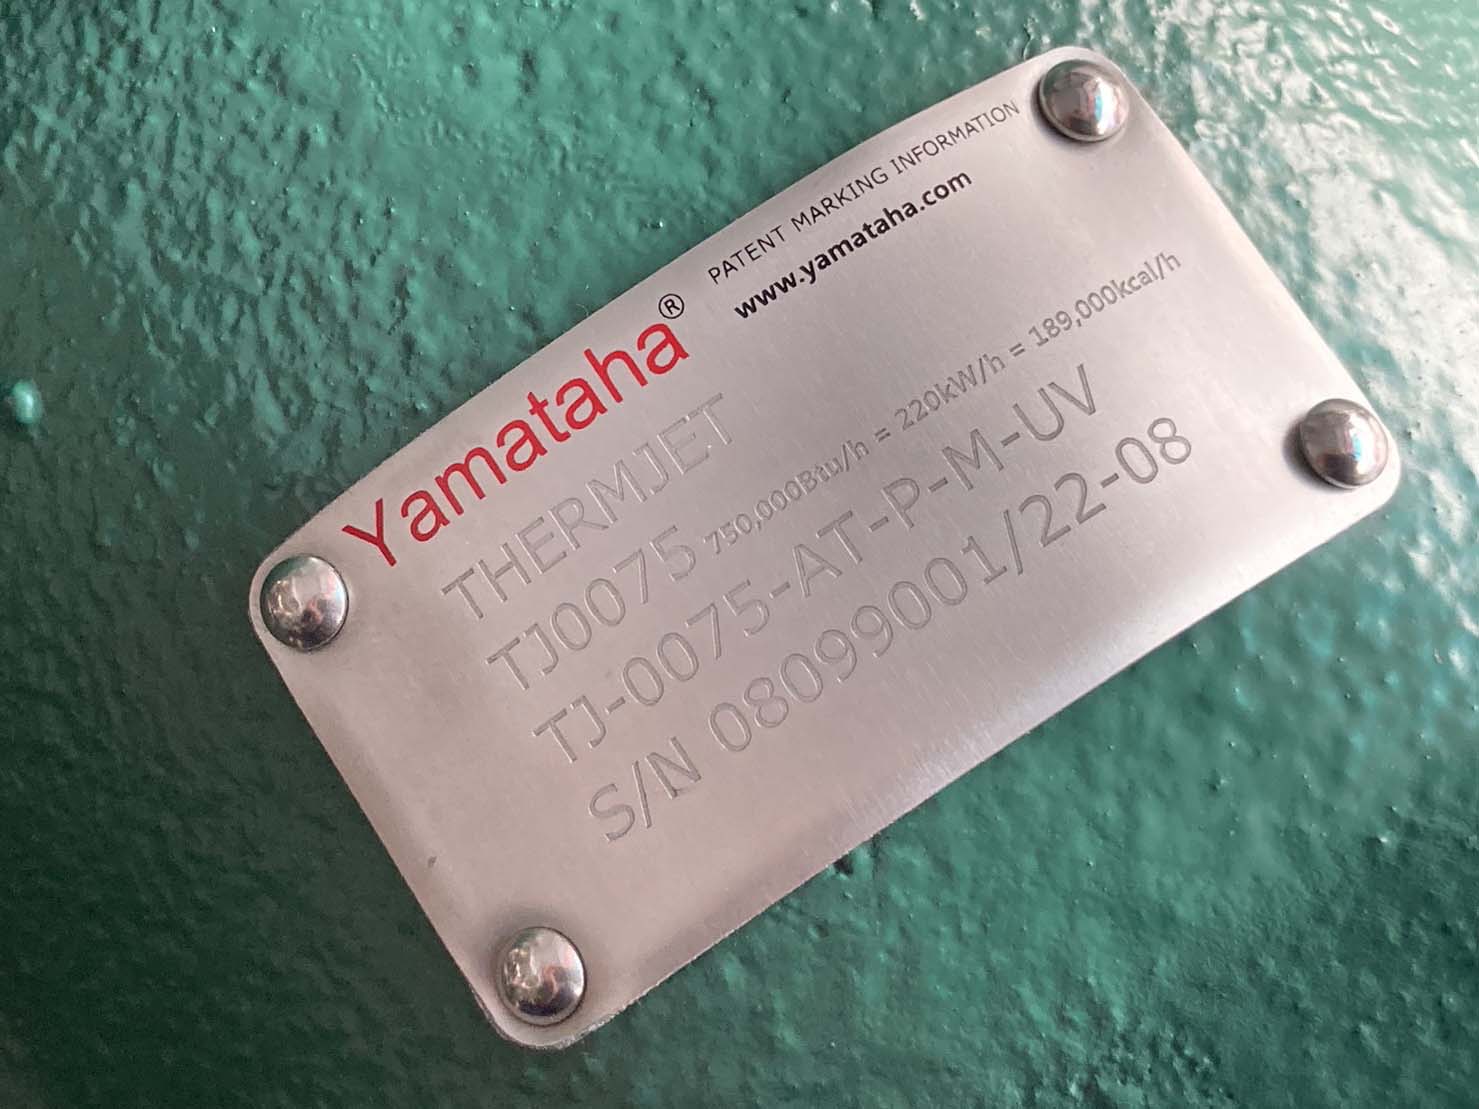 PATENT MARKING INFORMATION
www.yamataha.com
Yamataha®
THERMJET
TJ0075 750,000Btu/h = 220kW/h = 189,000kcal/h
TJ-0075-AT-P-M-UV
S/N 08099001/22-08